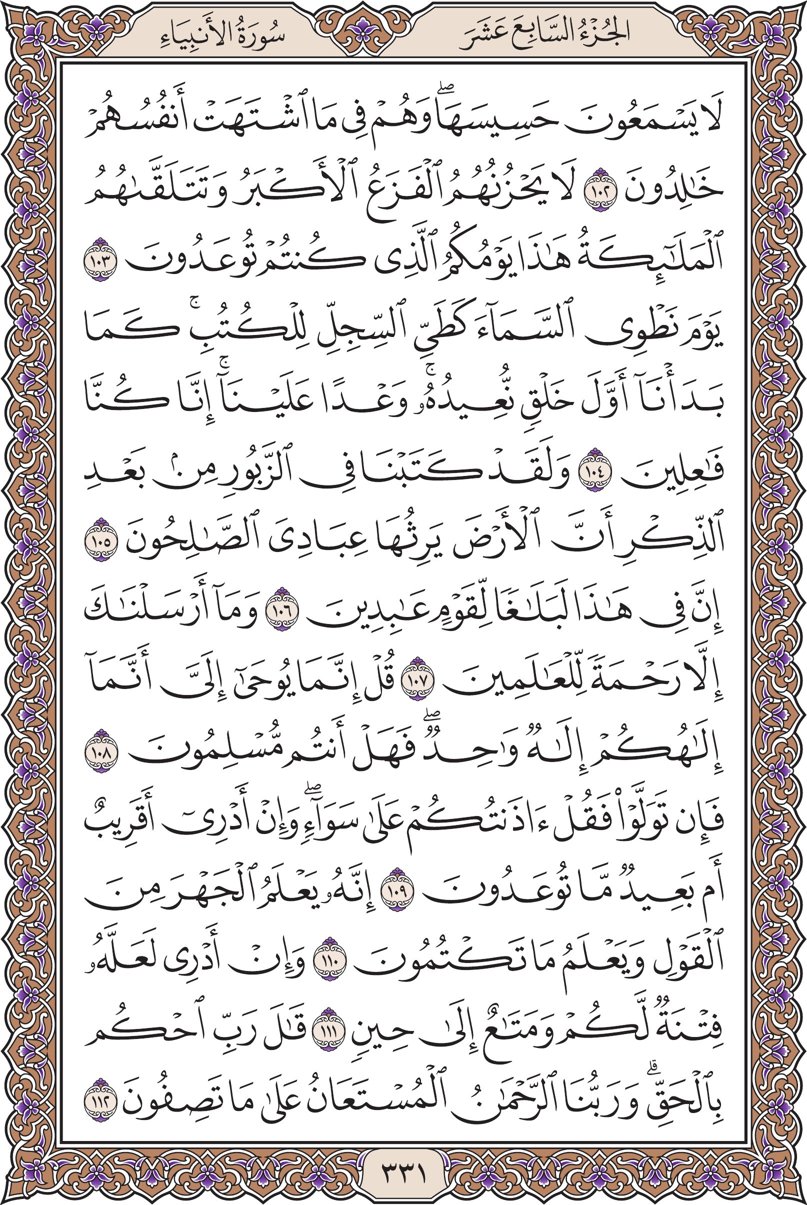 الجُزْءُ السَّابِعَ عَشَرَ
سُورَةُ الأَنبِيَاءِ
لَا يَسْمَعُونَ حَسِيسَهَاۖ وَهُمْ فِي مَا ٱشْتَهَتْ أَنفُسُهُمْ
خَٰلِدُونَ ١٠٢ لَا يَحْزُنُهُمُ ٱلْفَزَعُ ٱلْأَكْبَرُ وَتَتَلَقَّىٰهُمُ
ٱلْمَلَٰٓئِكَةُ هَٰذَا يَوْمُكُمُ ٱلَّذِي كُنتُمْ تُوعَدُونَ ١٠٣
يَوْمَ نَطْوِي ٱلسَّمَآءَ كَطَيِّ ٱلسِّجِلِّ لِلْكُتُبِۚ كَمَا
بَدَأْنَآ أَوَّلَ خَلْقٍ نُّعِيدُهُۥۚ وَعْدًا عَلَيْنَآۚ إِنَّا كُنَّا
فَٰعِلِينَ ١٠٤ وَلَقَدْ كَتَبْنَا فِي ٱلزَّبُورِ مِنۢ بَعْدِ
ٱلذِّكْرِ أَنَّ ٱلْأَرْضَ يَرِثُهَا عِبَادِيَ ٱلصَّٰلِحُونَ ١٠٥
إِنَّ فِي هَٰذَا لَبَلَٰغًا لِّقَوْمٍ عَٰبِدِينَ ١٠٦ وَمَآ أَرْسَلْنَٰكَ
إِلَّا رَحْمَةً لِّلْعَٰلَمِينَ ١٠٧ قُلْ إِنَّمَا يُوحَىٰٓ إِلَيَّ أَنَّمَآ
إِلَٰهُكُمْ إِلَٰهٌ وَٰحِدٌۖ فَهَلْ أَنتُم مُّسْلِمُونَ ١٠٨
فَإِن تَوَلَّوْا۟ فَقُلْ ءَاذَنتُكُمْ عَلَىٰ سَوَآءٍۖ وَإِنْ أَدْرِيٓ أَقَرِيبٌ
أَم بَعِيدٌ مَّا تُوعَدُونَ ١٠٩ إِنَّهُۥ يَعْلَمُ ٱلْجَهْرَ مِنَ
ٱلْقَوْلِ وَيَعْلَمُ مَا تَكْتُمُونَ ١١٠ وَإِنْ أَدْرِي لَعَلَّهُۥ
فِتْنَةٌ لَّكُمْ وَمَتَٰعٌ إِلَىٰ حِينٍ ١١١ قَٰلَ رَبِّ ٱحْكُم
بِٱلْحَقِّۗ وَرَبُّنَا ٱلرَّحْمَٰنُ ٱلْمُسْتَعَانُ عَلَىٰ مَا تَصِفُونَ ١١٢
٣٣١